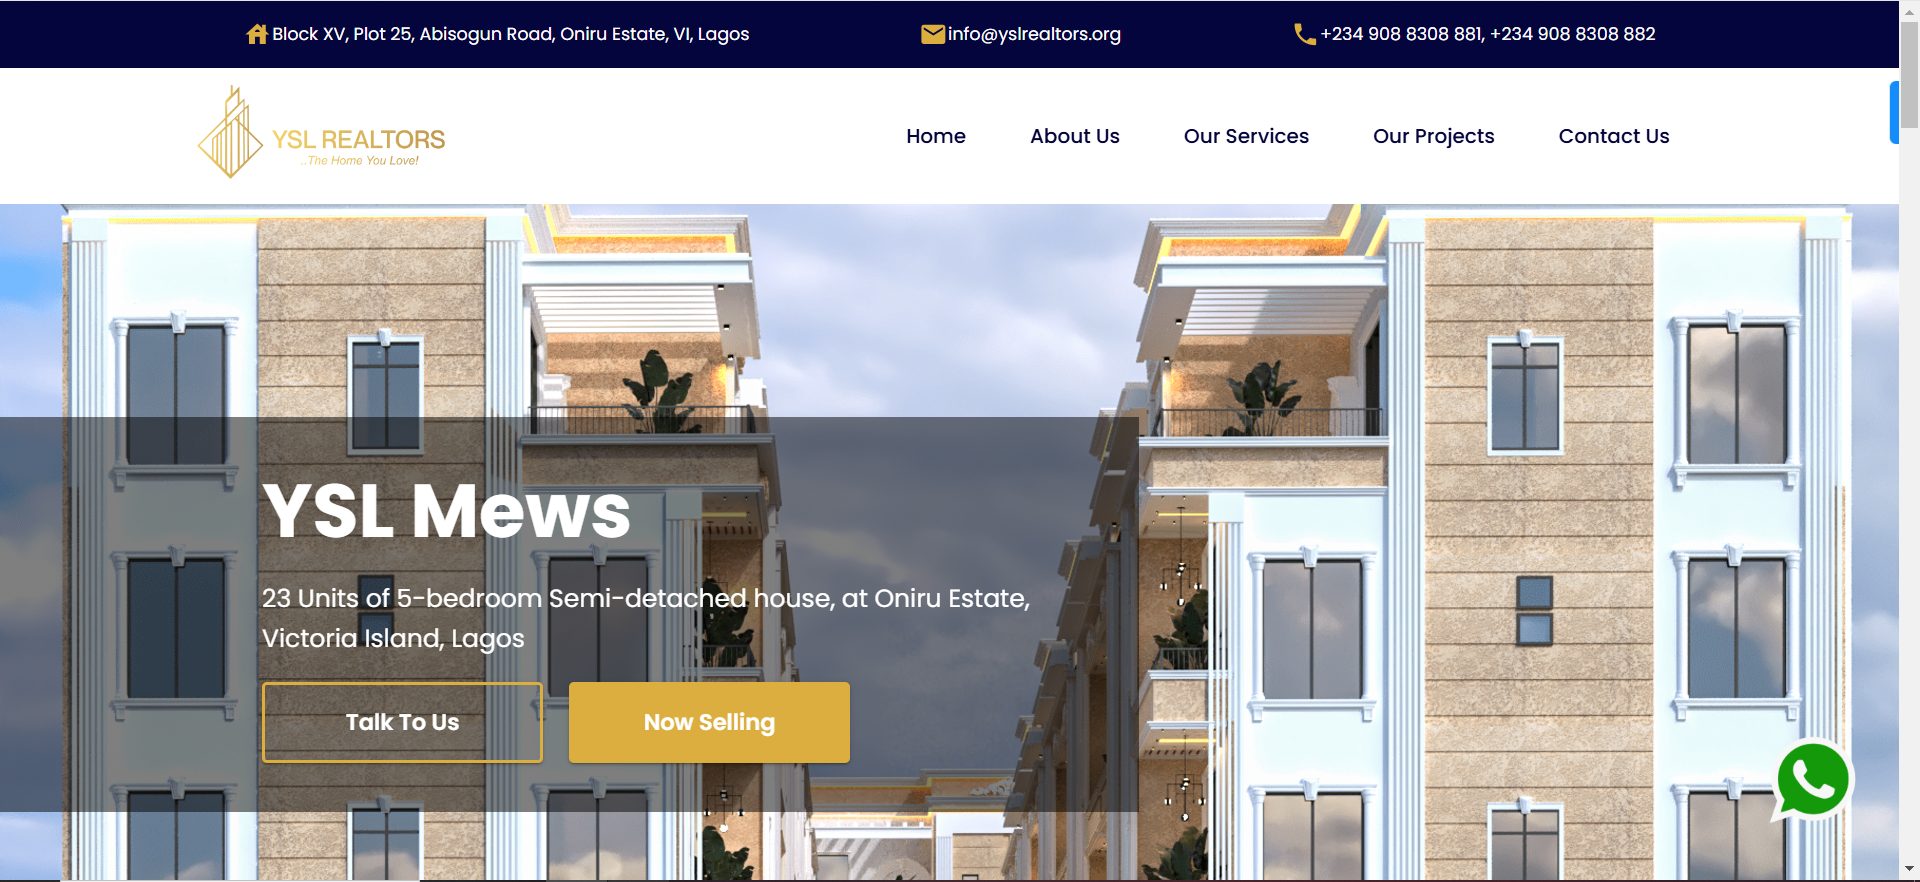 Block XV, Plot 25, Abisogun Road, Oniru Estate, VI, Lagos
info@yslrealtors.org
+234 908 8308 881, +234 908 8308 882
YSL REALTORS
..The Home You Love!
Home
About Us
Our Services
Our Projects
Contact Us
YSL Mews
23 Units of 5-bedroom Semi-detached house, at Oniru Estate,
Victoria Island, Lagos
Talk To Us
Now Selling